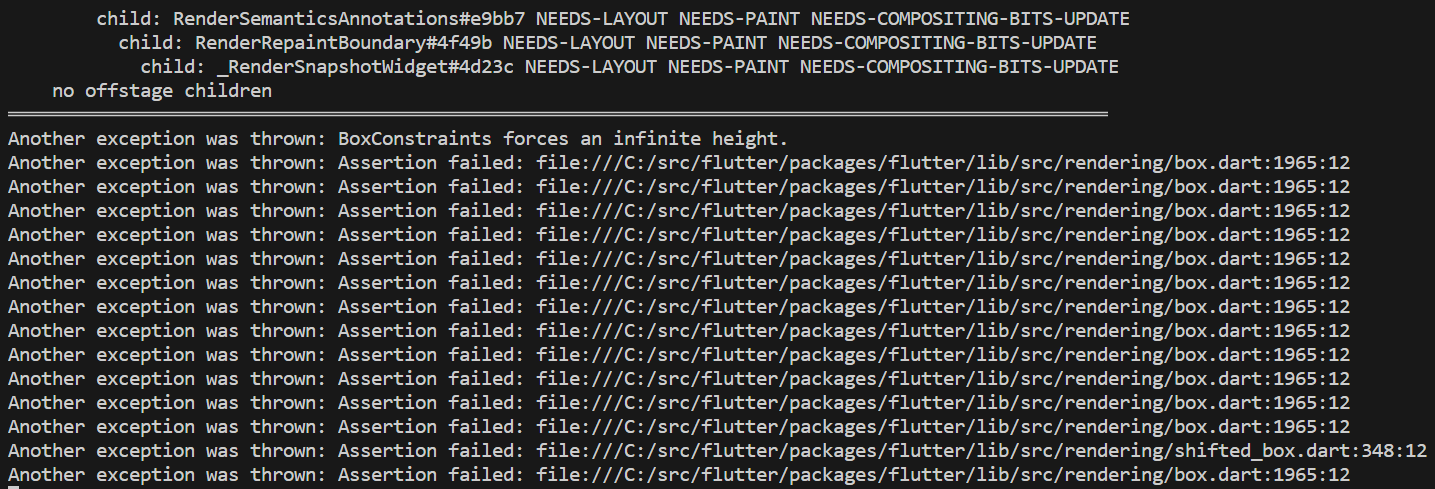 child: RenderSemanticsAnnotations#e9bb7 NEEDS-LAYOUT NEEDS-PAINT NEEDS-COMPOSITING-BITS-UPDATE
child: RenderRepaintBoundary#4f49b NEEDS-LAYOUT NEEDS-PAINT NEEDS-COMPOSITING-BITS-UPDATE
child: _RenderSnapshotWidget#4d23c NEEDS-LAYOUT NEEDS-PAINT NEEDS-COMPOSITING-BITS-UPDATE
no offstage children
Another exception was thrown: BoxConstraints forces an infinite height.
Another exception was thrown: Assertion failed: file:///C:/src/flutter/packages/flutter/lib/src/rendering/box.dart:1965:12
Another exception was thrown: Assertion failed: file:///C:/src/flutter/packages/flutter/lib/src/rendering/box.dart:1965:12
Another exception was thrown: Assertion failed: file:///C:/src/flutter/packages/flutter/lib/src/rendering/box.dart:1965:12
Another exception was thrown: Assertion failed: file:///C:/src/flutter/packages/flutter/lib/src/rendering/box.dart:1965:12
Another exception was thrown: Assertion failed: file:///C:/src/flutter/packages/flutter/lib/src/rendering/box.dart:1965:12
Another exception was thrown: Assertion failed: file:///C:/src/flutter/packages/flutter/lib/src/rendering/box.dart:1965:12
Another exception was thrown: Assertion failed: file:///C:/src/flutter/packages/flutter/lib/src/rendering/box.dart:1965:12
Another exception was thrown: Assertion failed: file:///C:/src/flutter/packages/flutter/lib/src/rendering/box.dart:1965:12
Another exception was thrown: Assertion failed: file:///C:/src/flutter/packages/flutter/lib/src/rendering/box.dart:1965:12
Another exception was thrown: Assertion failed: file:///C:/src/flutter/packages/flutter/lib/src/rendering/box.dart:1965:12
Another exception was thrown: Assertion failed: file:///C:/src/flutter/packages/flutter/lib/src/rendering/box.dart:1965:12
Another exception was thrown: Assertion failed: file:///C:/src/flutter/packages/flutter/lib/src/rendering/box.dart:1965:12
Another exception was thrown: Assertion failed: file:///C:/src/flutter/packages/flutter/lib/src/rendering/shifted_box.dart:348:12
Another exception was thrown: Assertion failed: file:///C:/src/flutter/packages/flutter/lib/src/rendering/box.dart:1965:12